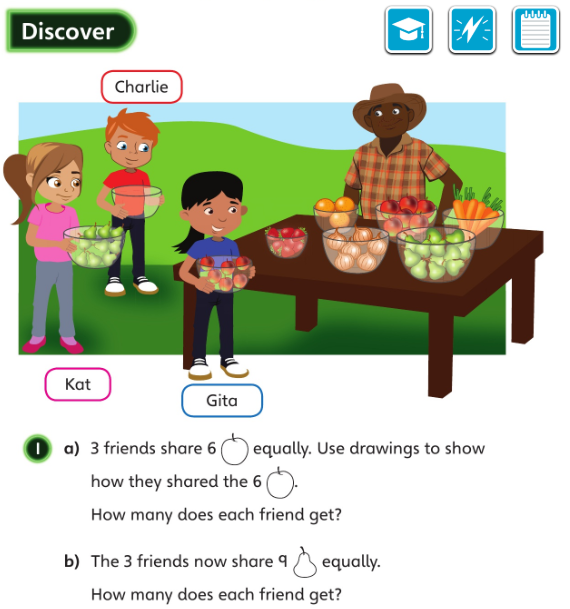 Discover
Charlie
Kat
Gita
1 a) 3 friends share 6 equally. Use drawings to show
how they shared the 6 .
How many does each friend get?
b) The 3 friends now share 9 equally.
How many does each friend get?